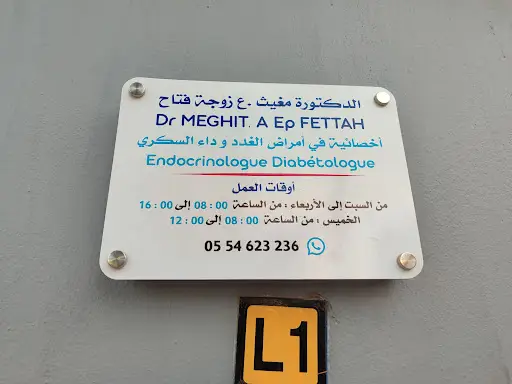 الدكتورة مغيث .ع زوجة فتاح
Dr MEGHIT. A Ep FETTAH
أخصائية في أمراض الغدد و داء السكري
Endocrinologue Diabétologue
أوقات العمل
من السبت إلى الأربعاء : من الساعة 08 : 00 إلى 00 : 16
الخميس : من الساعة 08 : 00 إلى 00 : 12
05 54 623 236
L1